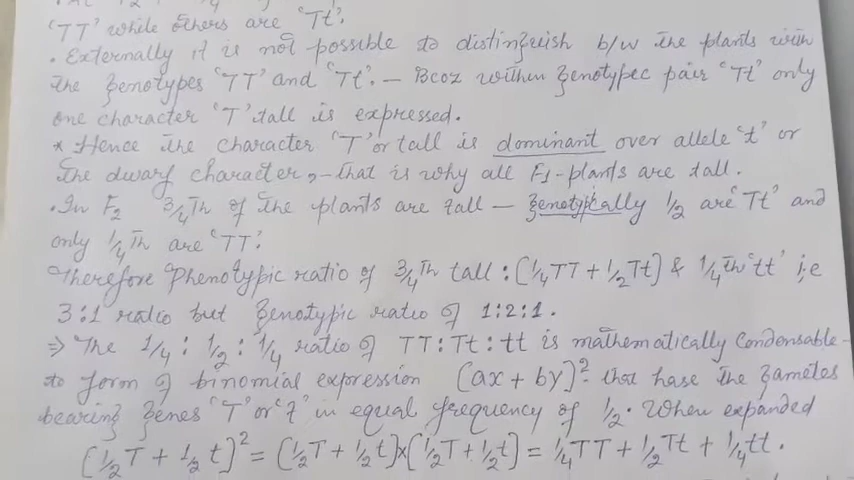 'TT' while others are 'Tt'.
. Externally it is not possible to distinguish b/w the plants with
the genotypes 'TT' and 'Tt'. - Bcoz within genotypec pair 'Tt' only
one character 'T' tall is expressed.
* Hence the character 'T' or tall is dominant over allele 't' or
the dwarf character, - that is why all F1 - plants are tall.
. In F2 3/4th of the plants are tall - genotypically 1/2 are 'Tt' and
only 1/4th are 'TT'.
Therefore phenotypic ratio of 3/4th tall : (1/4 TT + 1/2 Tt) & 1/4th 'tt' i;e
3:1 ratio but genotypic ratio of 1:2:1.
⇒ The 1/4 : 1/2 : 1/4 ratio of TT : Tt : tt is mathematically condensable-
to form of binomial expression (ax + by)² that hase the gametes
bearing genes 'T' or 't' in equal frequency of 1/2. When expanded
(1/2 T + 1/2 t)² = (1/2 T + 1/2 t) × (1/2 T + 1/2 t) = 1/4 TT + 1/2 Tt + 1/4 tt.